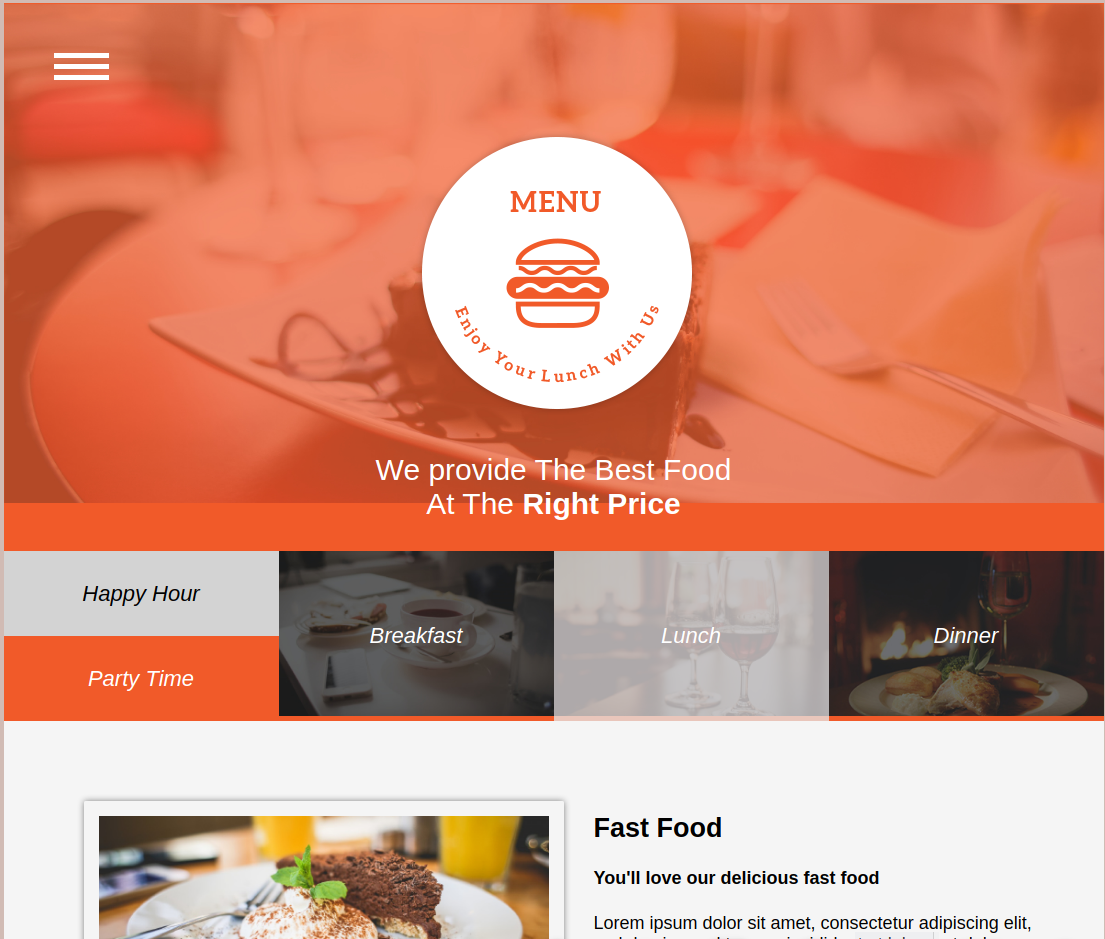 MENU
Enjoy Your Lunch With Us
We provide The Best Food
At The Right Price
Happy Hour
Party Time
Breakfast
Lunch
Dinner
Fast Food
You'll love our delicious fast food
Lorem ipsum dolor sit amet, consectetur adipiscing elit,